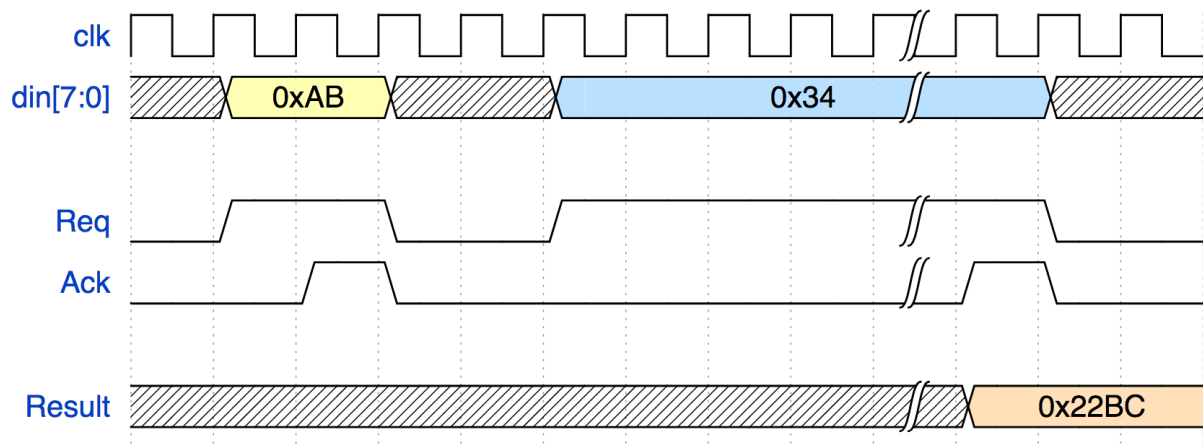 clk
din[7:0] 0xAB 0x34
Req
Ack
Result 0x22BC